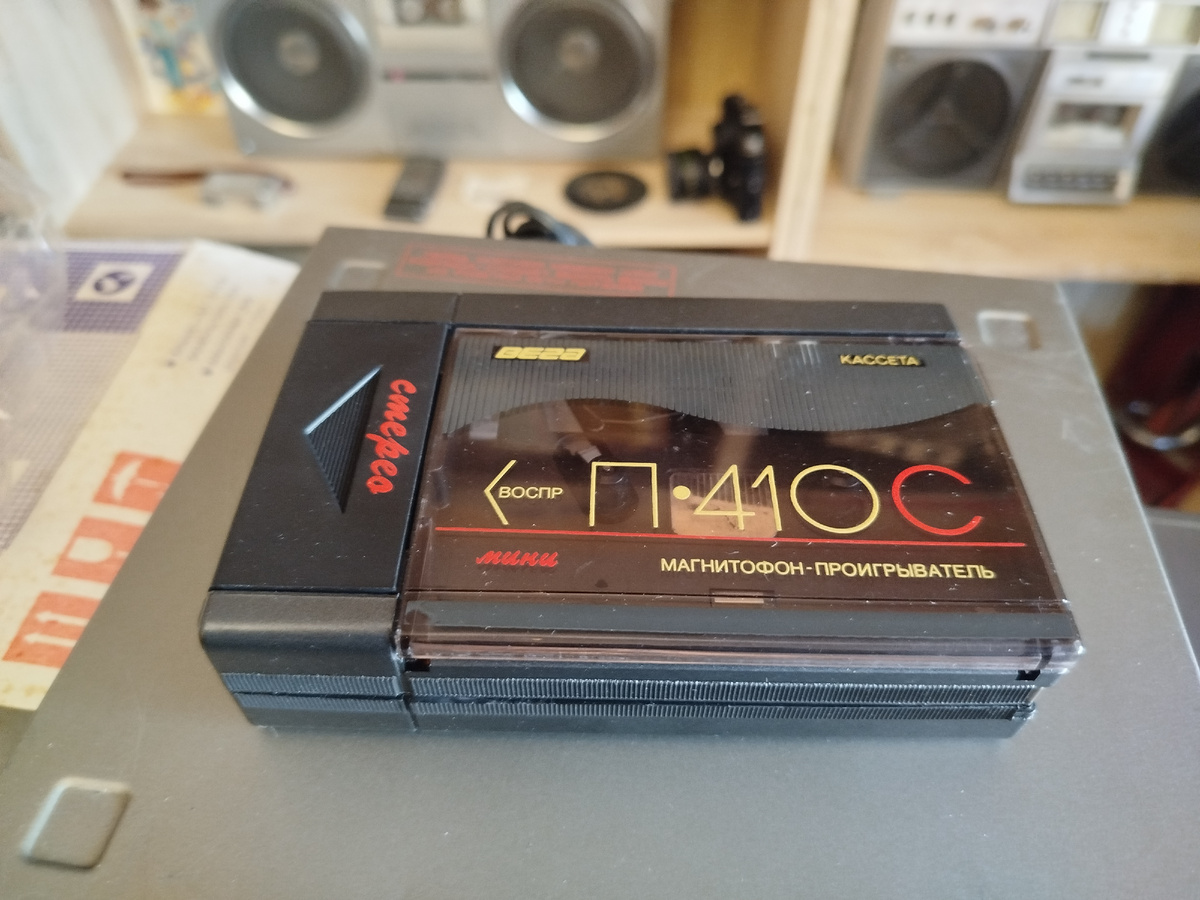 вега
КАССЕТА
стерео
ВОСПР
П·410С
мини
МАГНИТОФОН-ПРОИГРЫВАТЕЛЬ